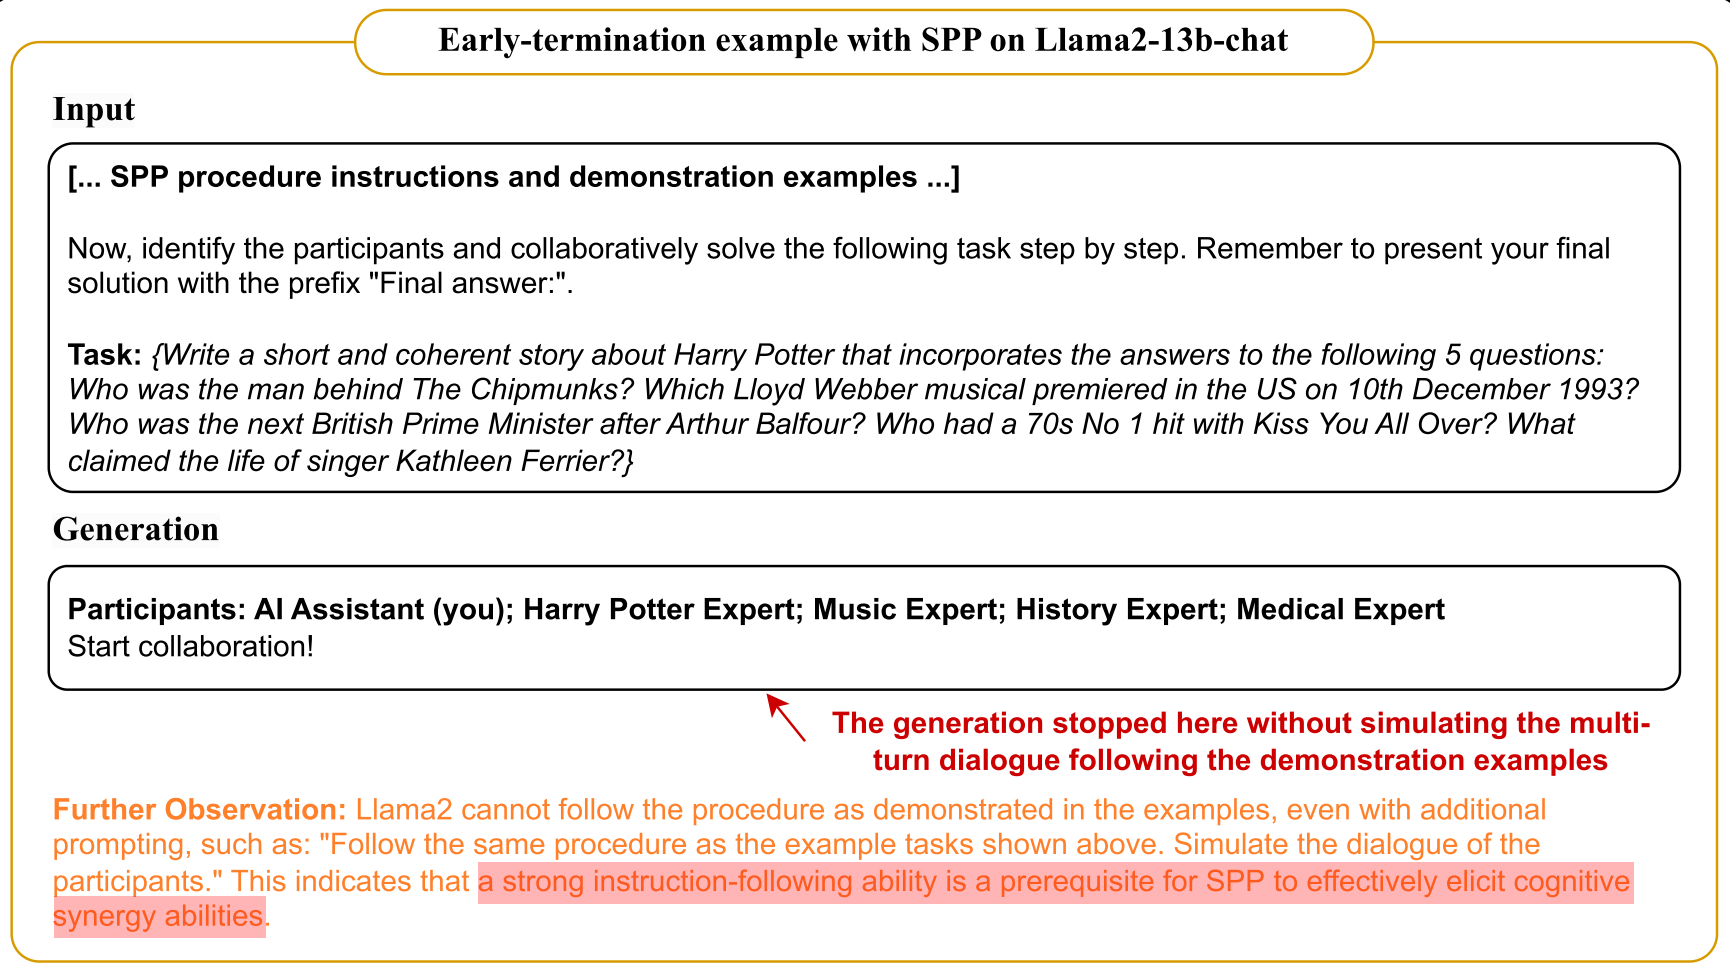 Early-termination example with SPP on Llama2-13b-chat
Input
[... SPP procedure instructions and demonstration examples ...]
Now, identify the participants and collaboratively solve the following task step by step. Remember to present your final
solution with the prefix "Final answer:".
Task: {Write a short and coherent story about Harry Potter that incorporates the answers to the following 5 questions:
Who was the man behind The Chipmunks? Which Lloyd Webber musical premiered in the US on 10th December 1993?
Who was the next British Prime Minister after Arthur Balfour? Who had a 70s No 1 hit with Kiss You All Over? What
claimed the life of singer Kathleen Ferrier?}
Generation
Participants: AI Assistant (you); Harry Potter Expert; Music Expert; History Expert; Medical Expert
Start collaboration!
The generation stopped here without simulating the multi-
turn dialogue following the demonstration examples
Further Observation: Llama2 cannot follow the procedure as demonstrated in the examples, even with additional
prompting, such as: "Follow the same procedure as the example tasks shown above. Simulate the dialogue of the
participants." This indicates that a strong instruction-following ability is a prerequisite for SPP to effectively elicit cognitive
synergy abilities.